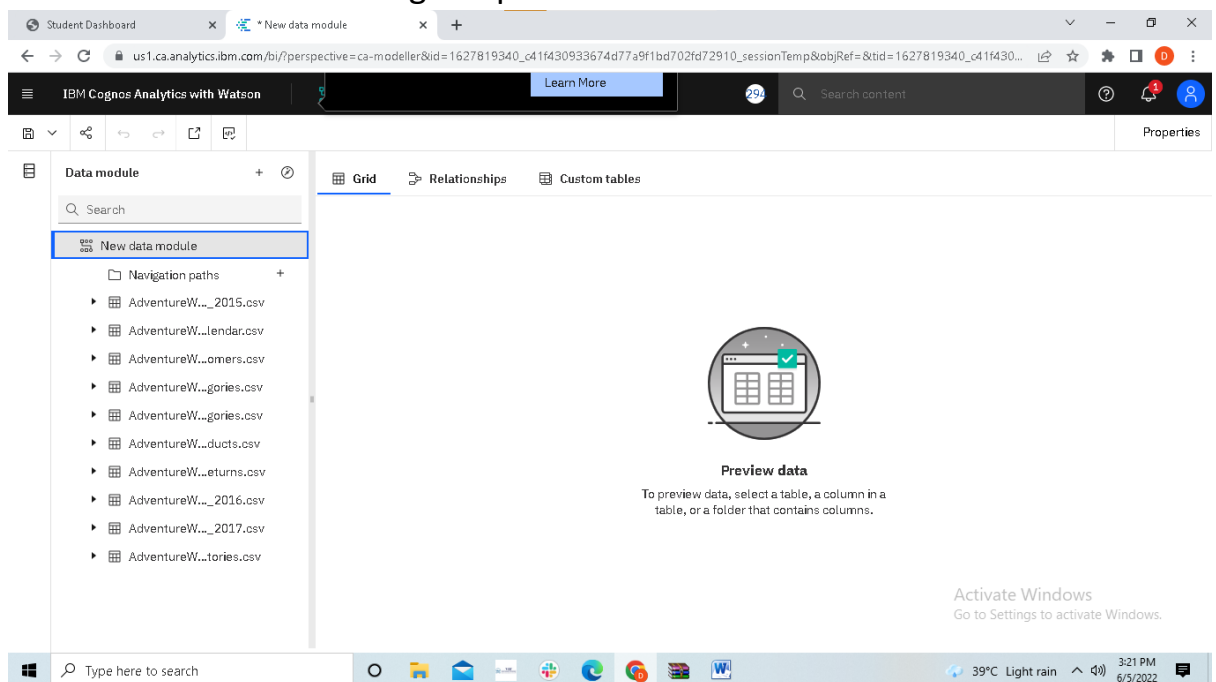 Student Dashboard
* New data module
us1.ca.analytics.ibm.com/bi/?perspective=ca-modeller&id=1627819340_c41f430933674d77a9f1bd702fd72910_sessionTemp&objRef=&tid=1627819340_c41f430...
D
IBM Cognos Analytics with Watson
Learn More
294
Search content
1
Properties
Data module
Search
New data module
Navigation paths
AdventureW..._2015.csv
AdventureW...lendar.csv
AdventureW...omers.csv
AdventureW...gories.csv
AdventureW...gories.csv
AdventureW...ducts.csv
AdventureW...eturns.csv
AdventureW..._2016.csv
AdventureW..._2017.csv
AdventureW...tories.csv
Grid Relationships Custom tables
Preview data
To preview data, select a table, a column in a
table, or a folder that contains columns.
Activate Windows
Go to Settings to activate Windows.
Type here to search
39°C Light rain
3:21 PM
6/5/2022